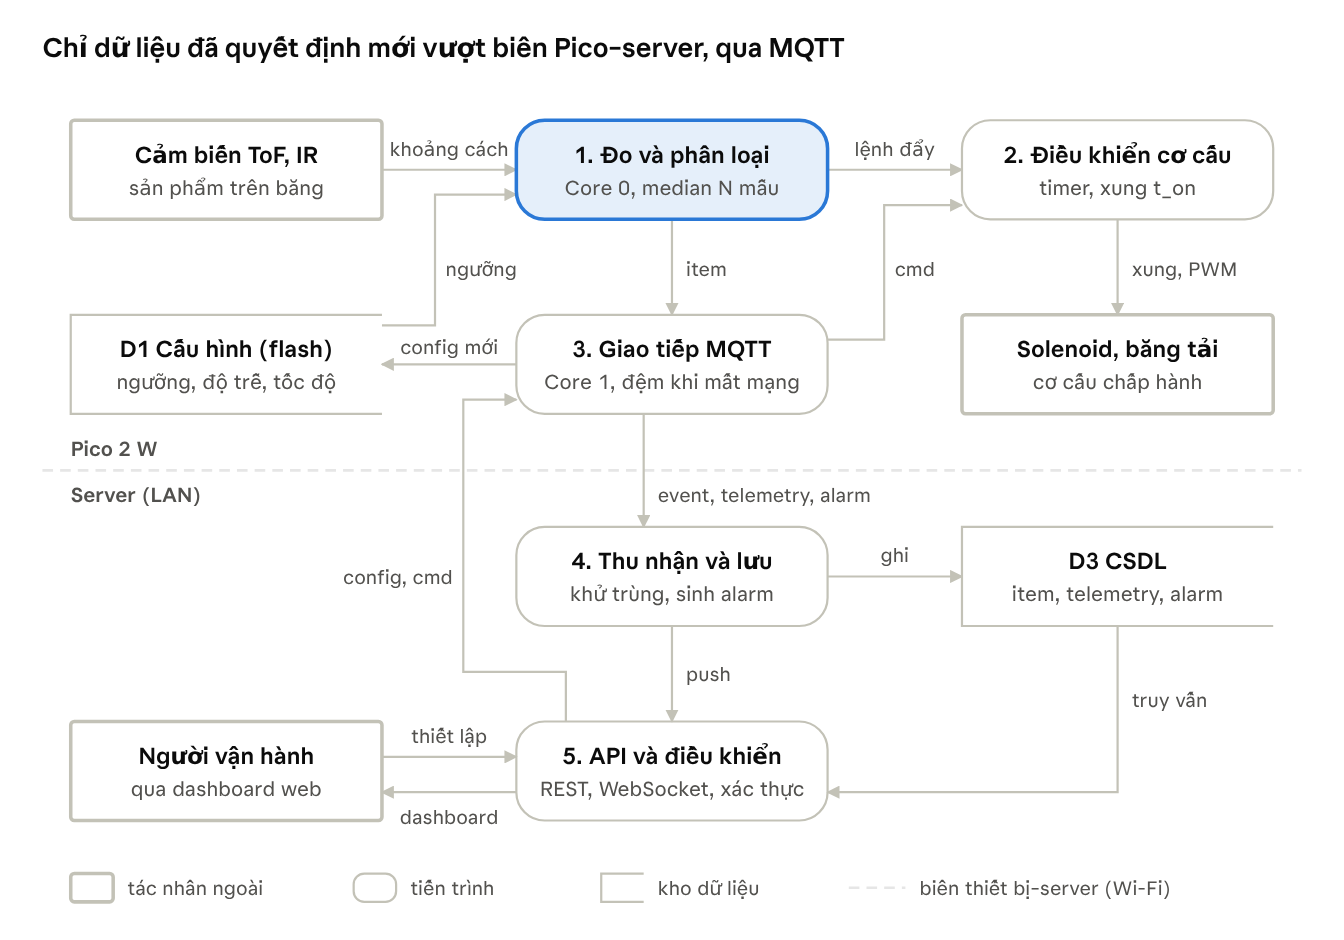 Chỉ dữ liệu đã quyết định mới vượt biên Pico-server, qua MQTT
Cảm biến ToF, IR
sản phẩm trên băng
khoảng cách
1. Đo và phân loại
Core 0, median N mẫu
lệnh đẩy
2. Điều khiển cơ cấu
timer, xung t_on
ngưỡng
item
cmd
xung, PWM
D1 Cấu hình (flash)
ngưỡng, độ trễ, tốc độ
config mới
3. Giao tiếp MQTT
Core 1, đệm khi mất mạng
Solenoid, băng tải
cơ cấu chấp hành
Pico 2 W
Server (LAN)
event, telemetry, alarm
config, cmd
4. Thu nhận và lưu
khử trùng, sinh alarm
ghi
D3 CSDL
item, telemetry, alarm
push
truy vấn
Người vận hành
qua dashboard web
thiết lập
dashboard
5. API và điều khiển
REST, WebSocket, xác thực
tác nhân ngoài
tiến trình
kho dữ liệu
biên thiết bị-server (Wi-Fi)